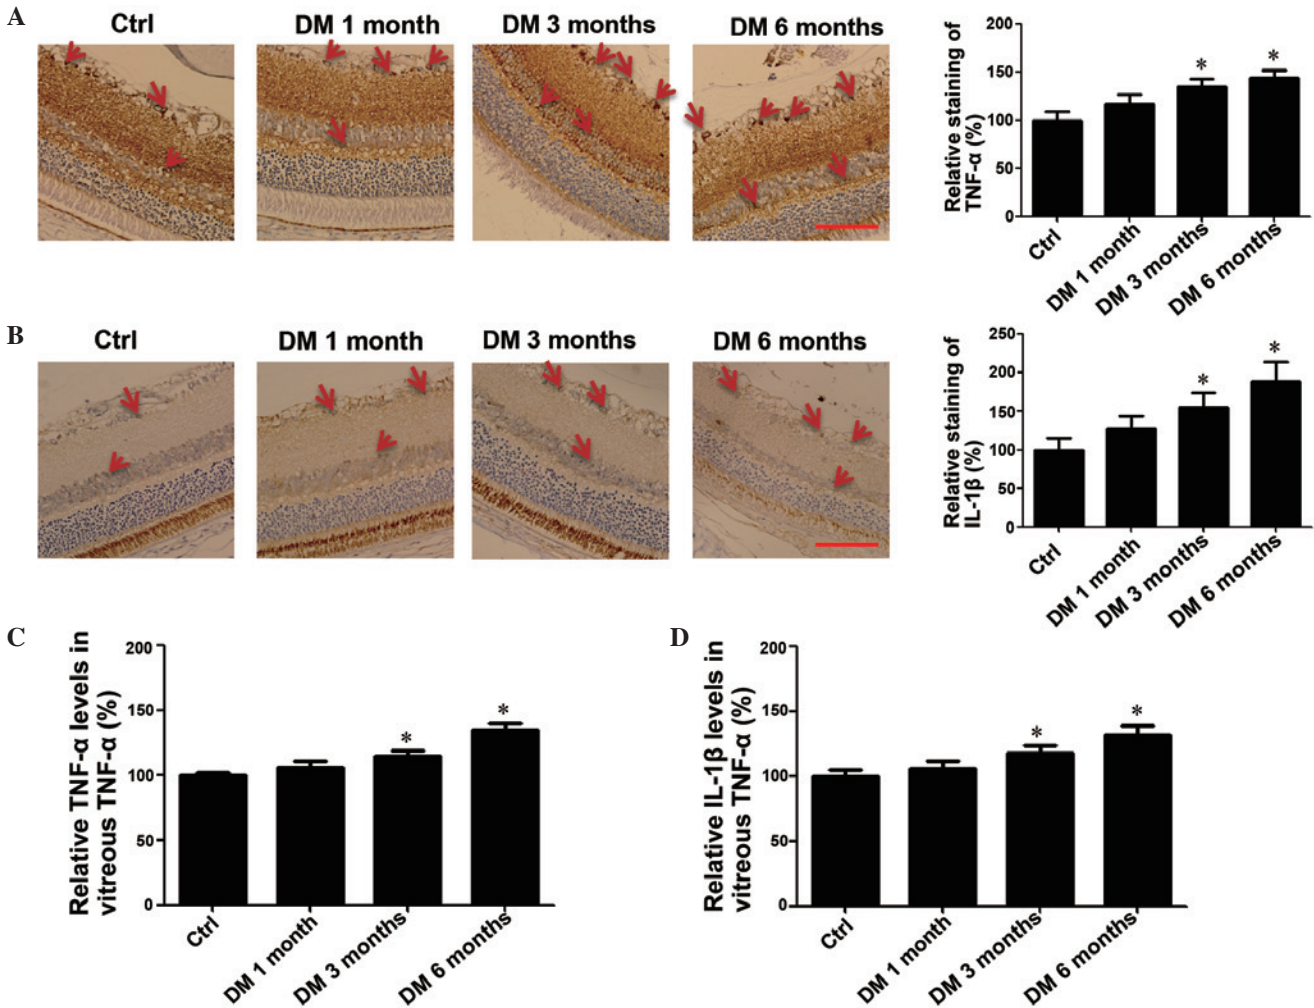 A
Ctrl
DM 1 month
DM 3 months
DM 6 months
Relative staining of
TNF-α (%)
200
150
100
50
0
*
*
Ctrl
DM 1 month
DM 3 months
DM 6 months
B
Ctrl
DM 1 month
DM 3 months
DM 6 months
Relative staining of
IL-1β (%)
250
200
150
100
50
0
*
*
Ctrl
DM 1 month
DM 3 months
DM 6 months
C
Relative TNF-α levels in
vitreous TNF-α (%)
200
150
100
50
0
*
*
Ctrl
DM 1 month
DM 3 months
DM 6 months
D
Relative IL-1β levels in
vitreous TNF-α (%)
200
150
100
50
0
*
*
Ctrl
DM 1 month
DM 3 months
DM 6 months